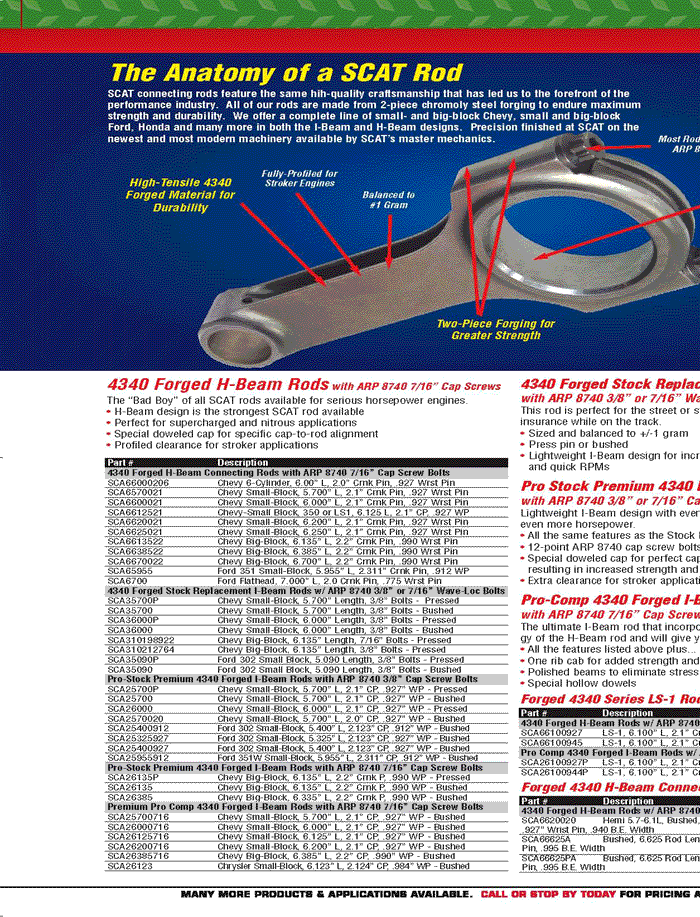 The Anatomy of a SCAT Rod
SCAT connecting rods feature the same hih-quality craftsmanship that has led us to the forefront of the
performance industry. All of our rods are made from 2-piece chromoly steel forging to endure maximum
strength and durability. We offer a complete line of small- and big-block Chevy, small and big-block
Ford, Honda and many more in both the I-Beam and H-Beam designs. Precision finished at SCAT on the
newest and most modern machinery available by SCAT's master mechanics.
Most Rod
ARP 8
High-Tensile 4340
Forged Material for
Durability
Fully-Profiled for
Stroker Engines
Balanced to
#1 Gram
Two-Piece Forging for
Greater Strength
4340 Forged H-Beam Rods with ARP 8740 7/16" Cap Screws
The "Bad Boy" of all SCAT rods available for serious horsepower engines.
• H-Beam design is the strongest SCAT rod available
• Perfect for supercharged and nitrous applications
• Special doweled cap for specific cap-to-rod alignment
• Profiled clearance for stroker applications
Part # Description
4340 Forged H-Beam Connecting Rods with ARP 8740 7/16" Cap Screw Bolts
SCA66000206 Chevy 6-Cylinder, 6.00" L, 2.0" Crnk Pin, .927 Wrst Pin
SCA6570021 Chevy Small-Block, 5.700" L, 2.1" Crnk Pin, .927 Wrst Pin
SCA6600021 Chevy Small-Block, 6.000" L, 2.1" Crnk Pin, .927 Wrst Pin
SCA6612521 Chevy Small-Block, 350 or LS1, 6.125 L, 2.1" CP, .927 WP
SCA6620021 Chevy Small-Block, 6.200" L, 2.1" Crnk Pin, .927 Wrst Pin
SCA6625021 Chevy Small-Block, 6.250" L, 2.1" Crnk Pin, .927 Wrst Pin
SCA6613522 Chevy Big-Block, 6.135" L, 2.2" Crnk Pin, .990 Wrst Pin
SCA6638522 Chevy Big-Block, 6.385" L, 2.2" Crnk Pin, .990 Wrst Pin
SCA6670022 Chevy Big-Block, 6.700" L, 2.2" Crnk Pin, .990 Wrst Pin
SCA65955 Ford 351 Small-Block, 5.955" L, 2.311" Crnk Pin, .912 WP
SCA6700 Ford Flathead, 7.000" L, 2.0 Crnk Pin, .775 Wrst Pin
4340 Forged Stock Replacement I-Beam Rods w/ ARP 8740 3/8" or 7/16" Wave-Loc Bolts
SCA35700P Chevy Small-Block, 5.700" Length, 3/8" Bolts - Pressed
SCA35700 Chevy Small-Block, 5.700" Length, 3/8" Bolts - Bushed
SCA36000P Chevy Small-Block, 6.000" Length, 3/8" Bolts - Pressed
SCA36000 Chevy Small-Block, 6.000" Length, 3/8" Bolts - Bushed
SCA310198922 Chevy Big-Block, 6.135" Length, 7/16" Bolts - Pressed
SCA310212764 Chevy Big-Block, 6.135" Length, 3/8" Bolts - Bushed
SCA35090P Ford 302 Small Block, 5.090 Length, 3/8" Bolts - Pressed
SCA35090 Ford 302 Small Block, 5.090 Length, 3/8" Bolts - Bushed
Pro-Stock Premium 4340 Forged I-Beam Rods with ARP 8740 3/8" Cap Screw Bolts
SCA25700P Chevy Small-Block, 5.700" L, 2.1" CP, .927" WP - Pressed
SCA25700 Chevy Small-Block, 5.700" L, 2.1" CP, .927" WP - Bushed
SCA26000 Chevy Small-Block, 6.000" L, 2.1" CP, .927" WP - Bushed
SCA2570020 Chevy Small-Block, 5.700" L, 2.0" CP, .927" WP - Bushed
SCA25400912 Ford 302 Small-Block, 5.400" L, 2.123" CP, .912" WP - Bushed
SCA25325927 Ford 302 Small-Block, 5.325" L, 2.123" CP, .927" WP - Bushed
SCA25400927 Ford 302 Small-Block, 5.400" L, 2.123" CP, .927" WP - Bushed
SCA25955912 Ford 351W Small-Block, 5.955" L, 2.311" CP, .912" WP - Bushed
Pro-Stock Premium 4340 Forged I-Beam Rods with ARP 8740 7/16" Cap Screw Bolts
SCA26135P Chevy Big-Block, 6.135" L, 2.2" Crnk P, .990 WP - Pressed
SCA26135 Chevy Big-Block, 6.135" L, 2.2" Crnk P, .990 WP - Bushed
SCA26385 Chevy Big-Block, 6.335" L, 2.2" Crnk P, .990 WP - Bushed
Premium Pro Comp 4340 Forged I-Beam Rods with ARP 8740 7/16" Cap Screw Bolts
SCA25700716 Chevy Small-Block, 5.700" L, 2.1" CP, .927" WP - Bushed
SCA26000716 Chevy Small-Block, 6.000" L, 2.1" CP, .927" WP - Bushed
SCA26125716 Chevy Small-Block, 6.125" L, 2.1" CP, .927" WP - Bushed
SCA26200716 Chevy Small-Block, 6.200" L, 2.1" CP, .927" WP - Bushed
SCA26385716 Chevy Big-Block, 6.385" L, 2.2" CP, .990" WP - Bushed
SCA26123 Chrysler Small-Block, 6.123" L, 2.124" CP, .984" WP - Bushed
4340 Forged Stock Replac
with ARP 8740 3/8" or 7/16" Wa
This rod is perfect for the street or s
insurance while on the track.
• Sized and balanced to +/-1 gram
• Press pin or bushed
• Lightweight I-Beam design for incr
and quick RPMs
Pro Stock Premium 4340
with ARP 8740 3/8" or 7/16" Ca
Lightweight I-Beam design with ever
even more horsepower.
• All the same features as the Stock
• 12-point ARP 8740 cap screw bolts
• Special doweled cap for perfect cap
resulting in increased strength and
• Extra clearance for stroker applicati
Pro-Comp 4340 Forged I-B
with ARP 8740 7/16" Cap Screw
The ultimate I-Beam rod that incorpo
gy of the H-Beam rod and will give y
• All the features listed above plus...
• One rib cab for added strength and
• Polished beams to eliminate stress
• Special hollow dowels
Forged 4340 Series LS-1 Rod
Part # Description
4340 Forged H-Beam Rods w/ ARP 8740
SCA66100927 LS-1, 6.100" L, 2.1" Cr
SCA66100945 LS-1, 6.100" L, 2.1" Cr
Pro Comp 4340 Forged I-Beam Rods w/
SCA26100927P LS-1, 6.100" L, 2.1" Cr
SCA26100944P LS-1, 6.100" L, 2.1" Cr
Forged 4340 H-Beam Connec
Part # Description
4340 Forged H-Beam Rods w/ ARP 8740
SCA6620020 Hemi 5.7-6.1L, Bushed,
.927" Wrist Pin, .940 B.E. Width
SCA66625A Bushed, 6.625 Rod Len
Pin, .995 B.E. Width
SCA66625PA Bushed, 6.625 Rod Len
Pin, .995 B.E. Width
MANY MORE PRODUCTS & APPLICATIONS AVAILABLE. CALL OR STOP BY TODAY FOR PRICING A